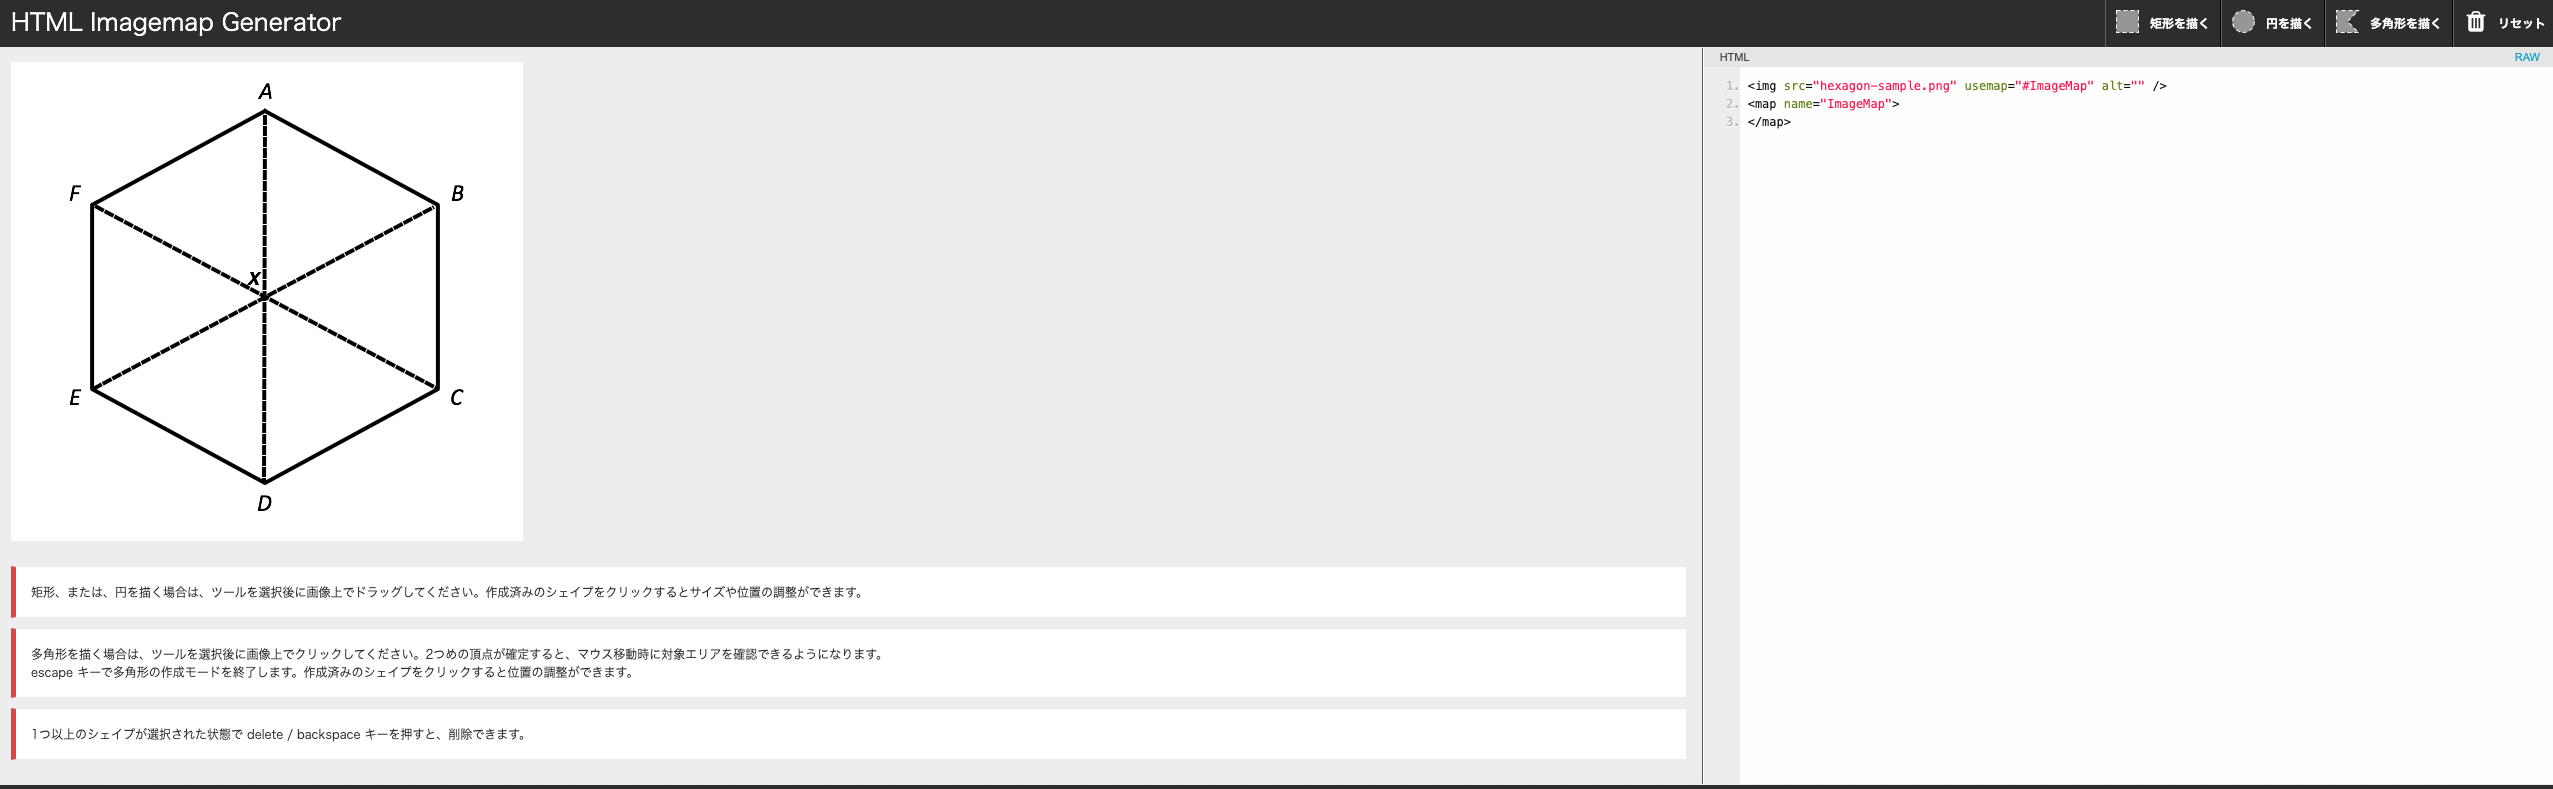 HTML Imagemap Generator
矩形を描く
円を描く
多角形を描く
リセット
A
F
B
X
E
C
D
矩形、または、円を描く場合は、ツールを選択後に画像上でドラッグしてください。作成済みのシェイプをクリックするとサイズや位置の調整ができます。
多角形を描く場合は、ツールを選択後に画像上でクリックしてください。2つめの頂点が確定すると、マウス移動時に対象エリアを確認できるようになります。
escape キーで多角形の作成モードを終了します。作成済みのシェイプをクリックすると位置の調整ができます。
1つ以上のシェイプが選択された状態で delete / backspace キーを押すと、削除できます。
HTML
RAW
1. <img src="hexagon-sample.png" usemap="#ImageMap" alt="" />
2. <map name="ImageMap">
3. </map>